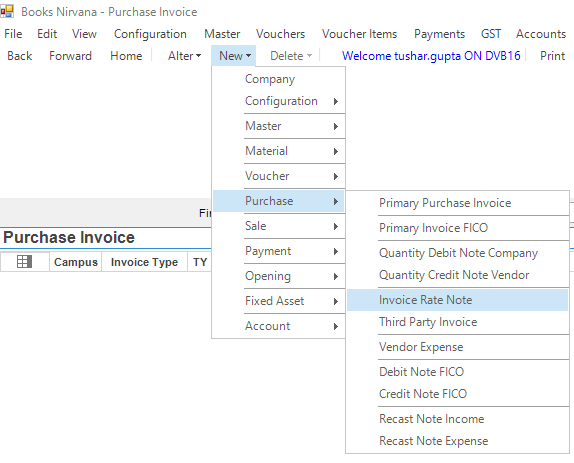 Books Nirvana - Purchase Invoice
File Edit View Configuration Master Vouchers Voucher Items Payments GST Accounts
Back Forward Home Alter New Delete Welcome tushar.gupta ON DVB16 Print
Company
Configuration
Master
Material
Voucher
Purchase
Sale
Payment
Opening
Fixed Asset
Account
Primary Purchase Invoice
Primary Invoice FICO
Quantity Debit Note Company
Quantity Credit Note Vendor
Invoice Rate Note
Third Party Invoice
Vendor Expense
Debit Note FICO
Credit Note FICO
Recast Note Income
Recast Note Expense
Purchase Invoice
Campus Invoice Type TY